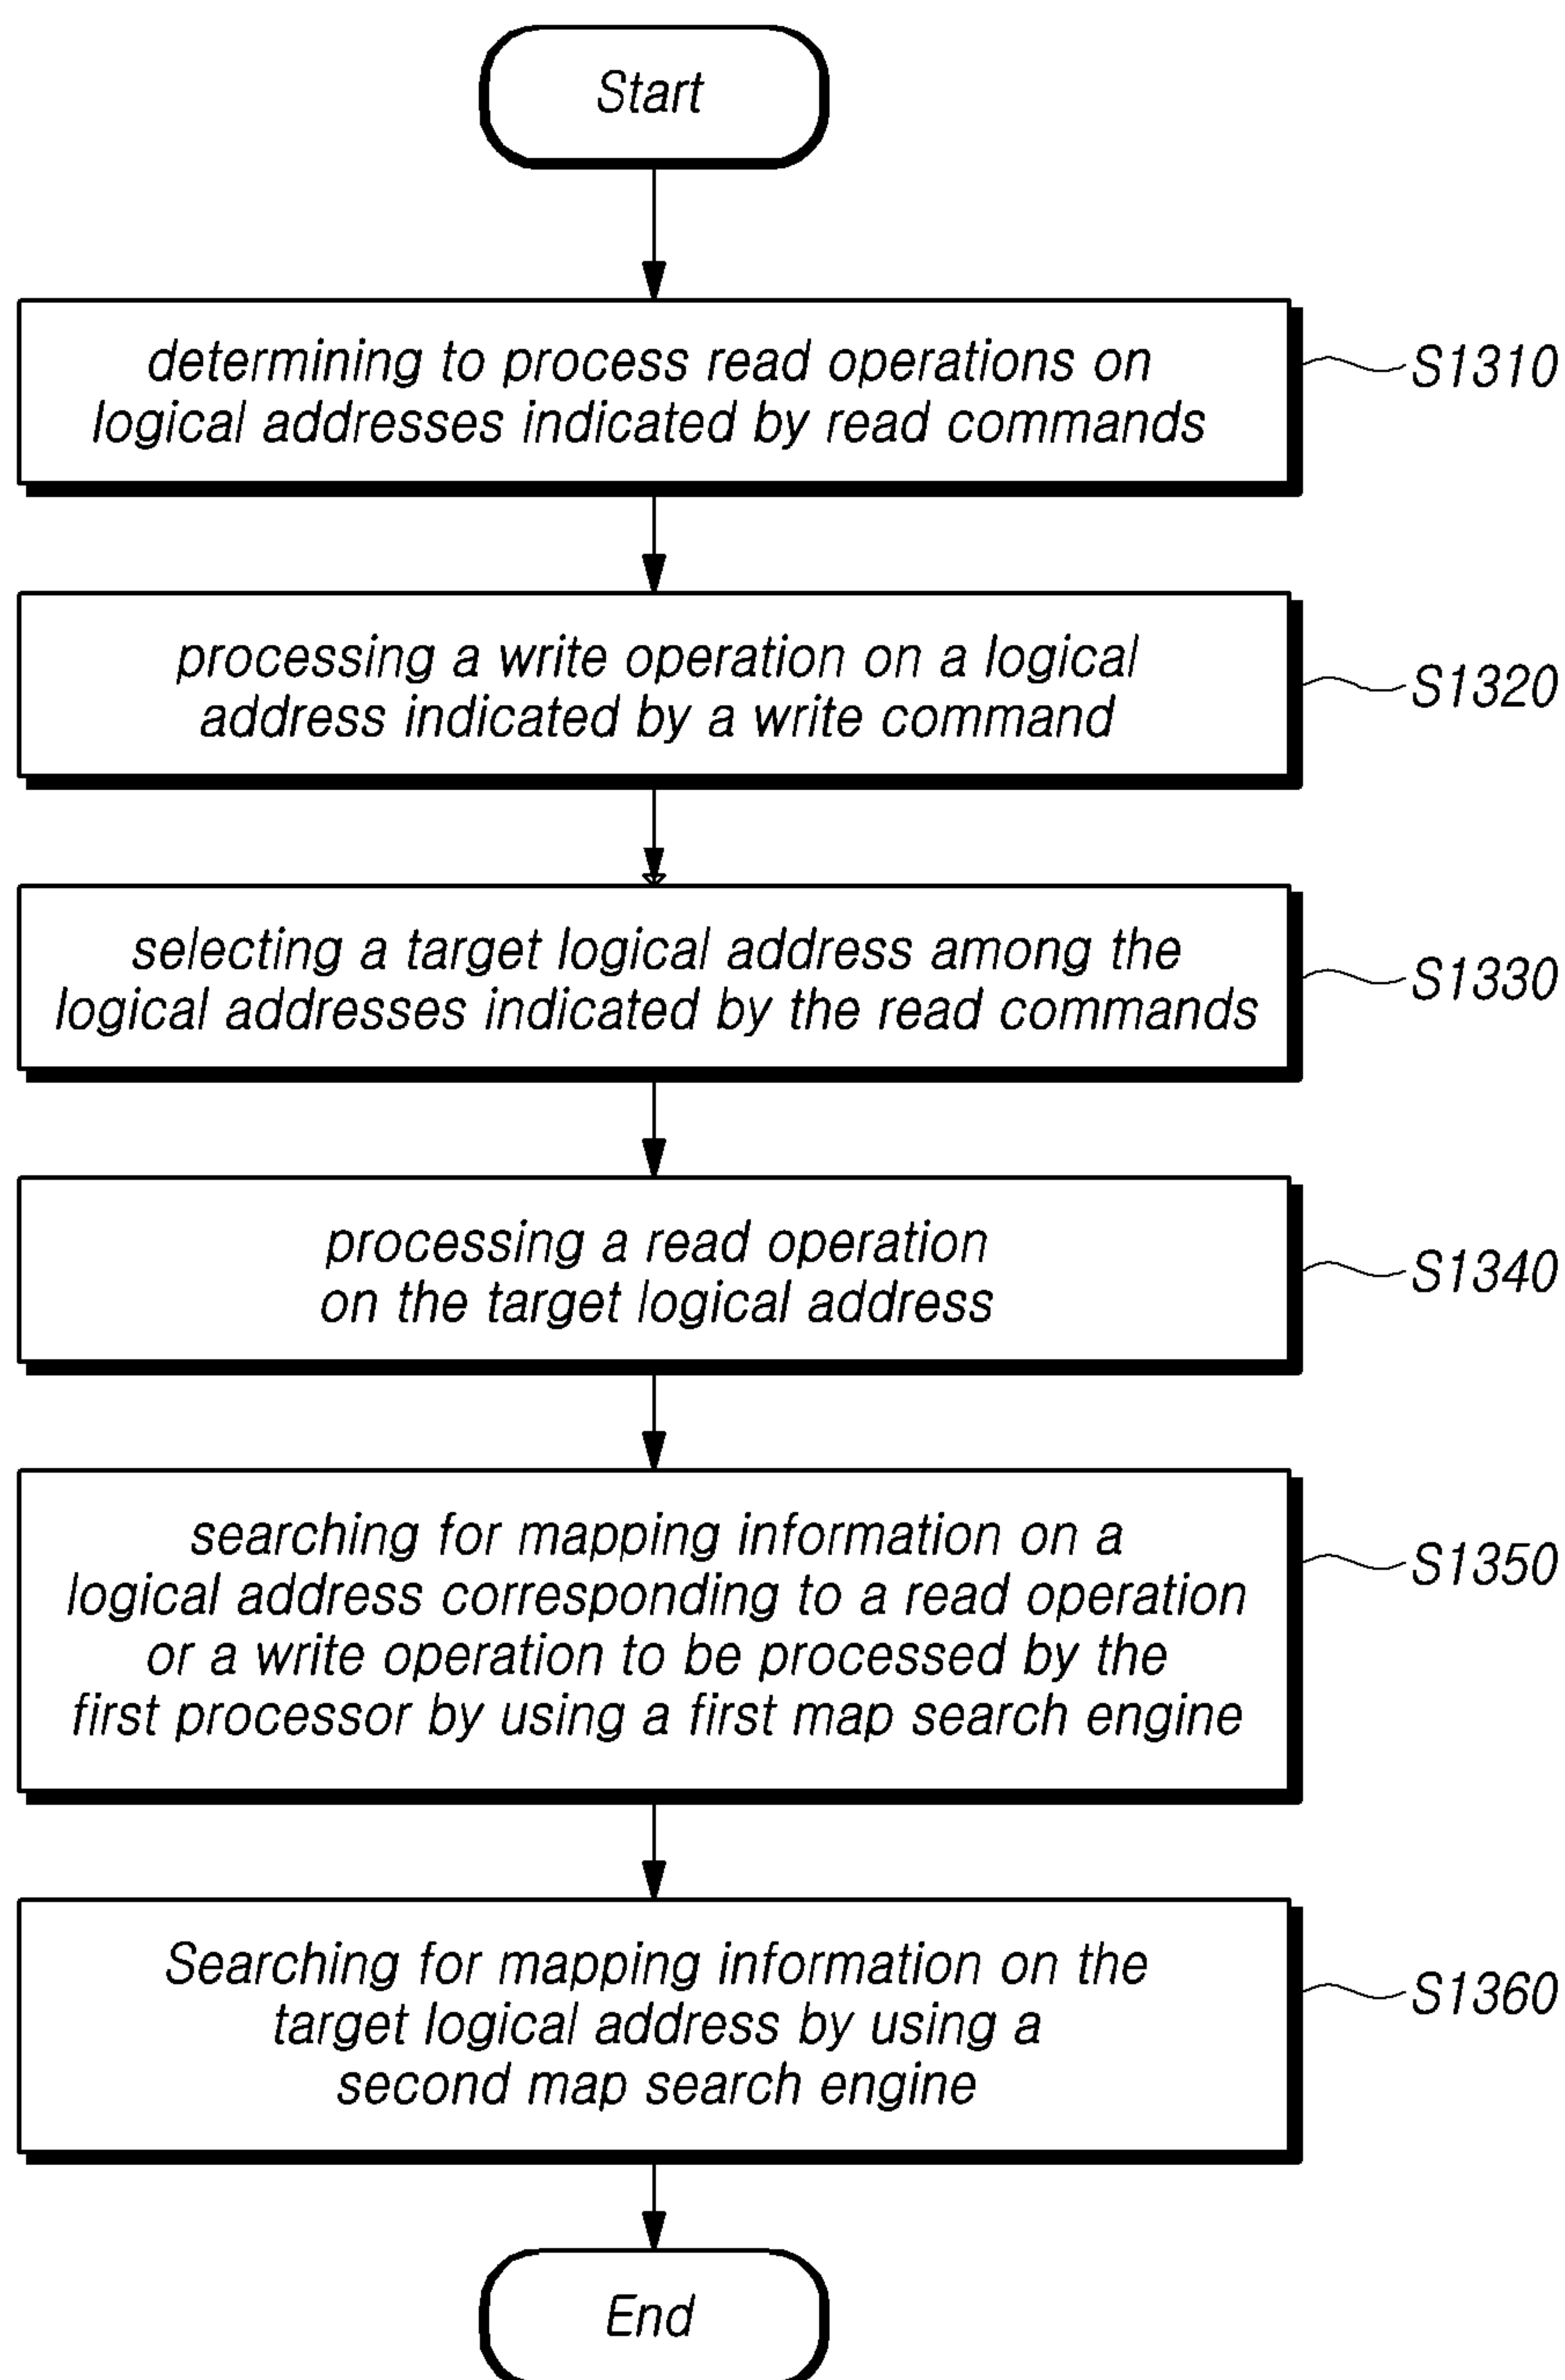 Start
determining to process read operations on
logical addresses indicated by read commands
S1310
processing a write operation on a logical
address indicated by a write command
S1320
selecting a target logical address among the
logical addresses indicated by the read commands
S1330
processing a read operation
on the target logical address
S1340
searching for mapping information on a
logical address corresponding to a read operation
or a write operation to be processed by the
first processor by using a first map search engine
S1350
Searching for mapping information on the
target logical address by using a
second map search engine
S1360
End